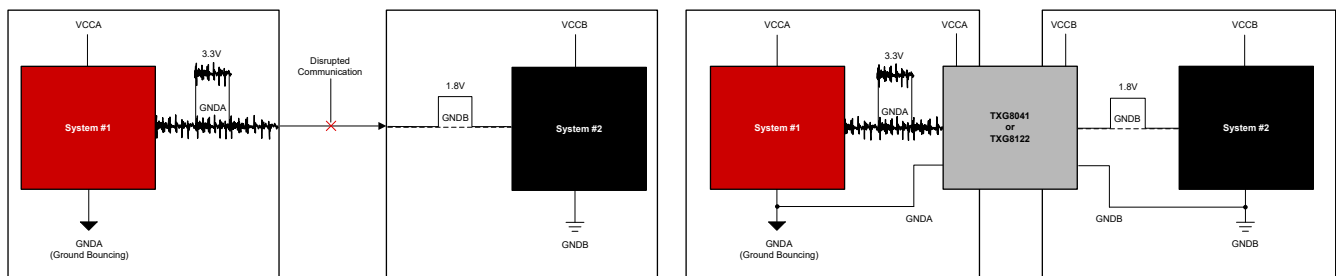 VCCA
3.3V
GNDA
System #1
GNDA
(Ground Bouncing)
Disrupted
Communication
VCCB
1.8V
GNDB
System #2
GNDB
VCCA
3.3V
GNDA
System #1
GNDA
(Ground Bouncing)
VCCA
GNDA
TXG8041
or
TXG8122
VCCB
1.8V
GNDB
GNDB
VCCB
System #2
GNDB